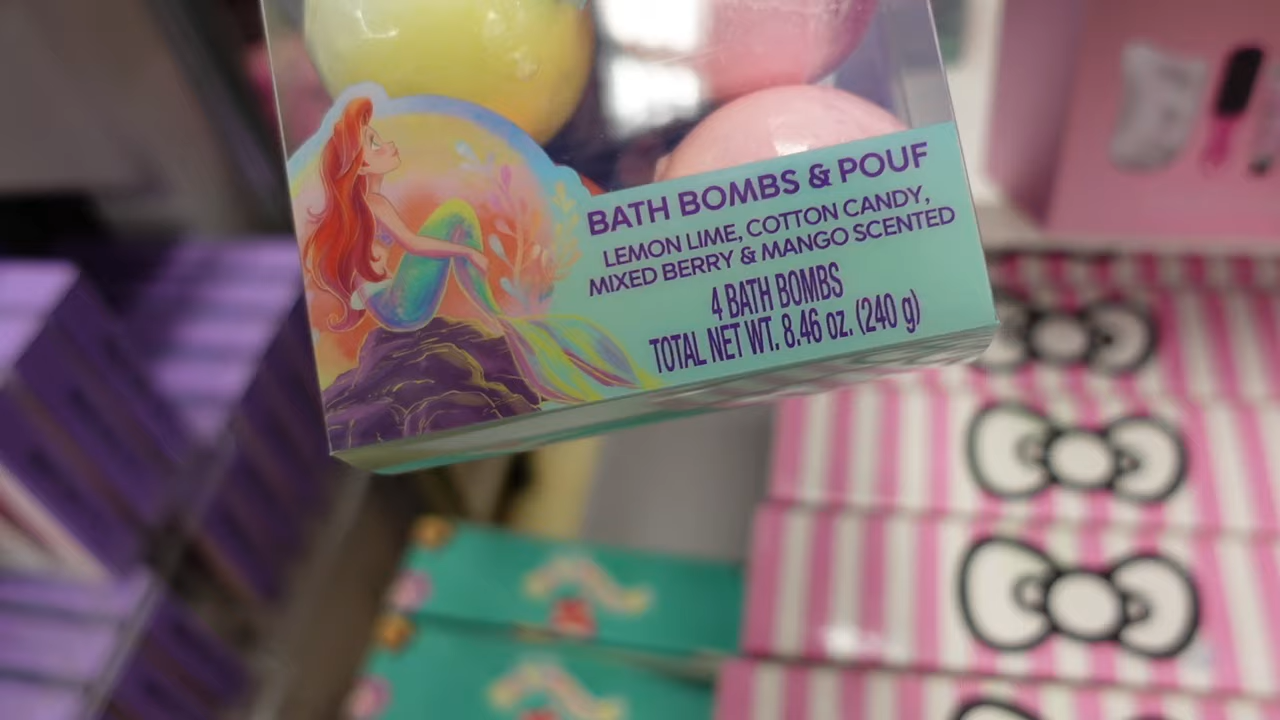 BATH BOMBS & POUF
LEMON LIME, COTTON CANDY,
MIXED BERRY & MANGO SCENTED
4 BATH BOMBS
TOTAL NET WT. 8.46 oz. (240 g)